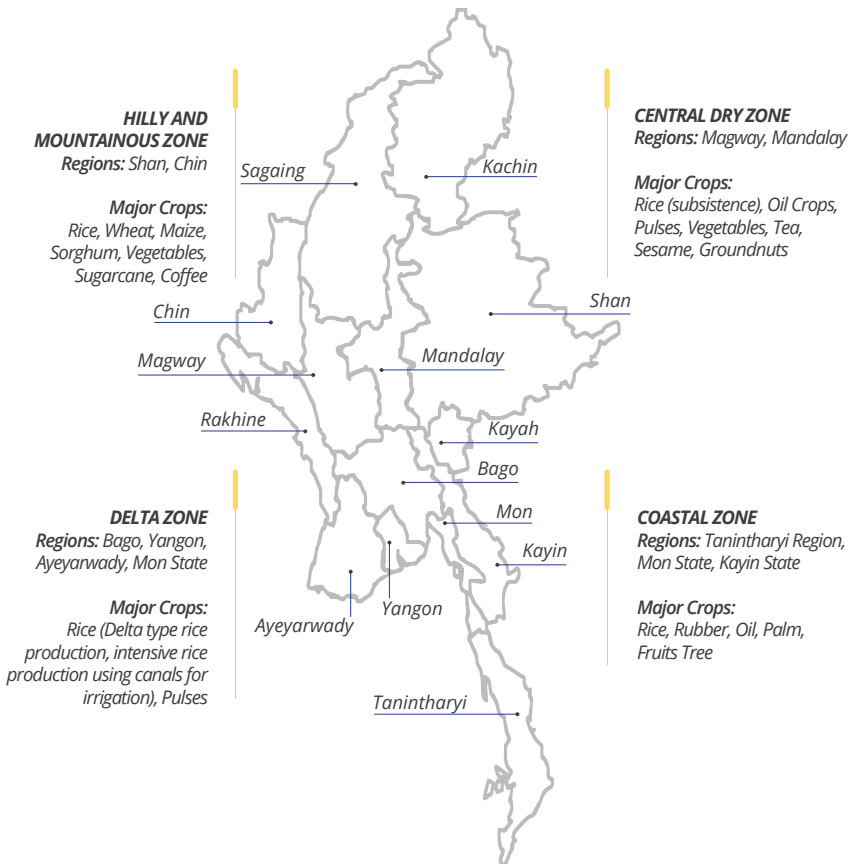 HILLY AND
MOUNTAINOUS ZONE
Regions: Shan, Chin
Major Crops:
Rice, Wheat, Maize,
Sorghum, Vegetables,
Sugarcane, Coffee
CENTRAL DRY ZONE
Regions: Magway, Mandalay
Major Crops:
Rice (subsistence), Oil Crops,
Pulses, Vegetables, Tea,
Sesame, Groundnuts
Sagaing
Kachin
Chin
Shan
Magway
Mandalay
Rakhine
Kayah
Bago
Mon
Kayin
Ayeyarwady
Yangon
Tanintharyi
DELTA ZONE
Regions: Bago, Yangon,
Ayeyarwady, Mon State
Major Crops:
Rice (Delta type rice
production, intensive rice
production using canals for
irrigation), Pulses
COASTAL ZONE
Regions: Tanintharyi Region,
Mon State, Kayin State
Major Crops:
Rice, Rubber, Oil, Palm,
Fruits Tree